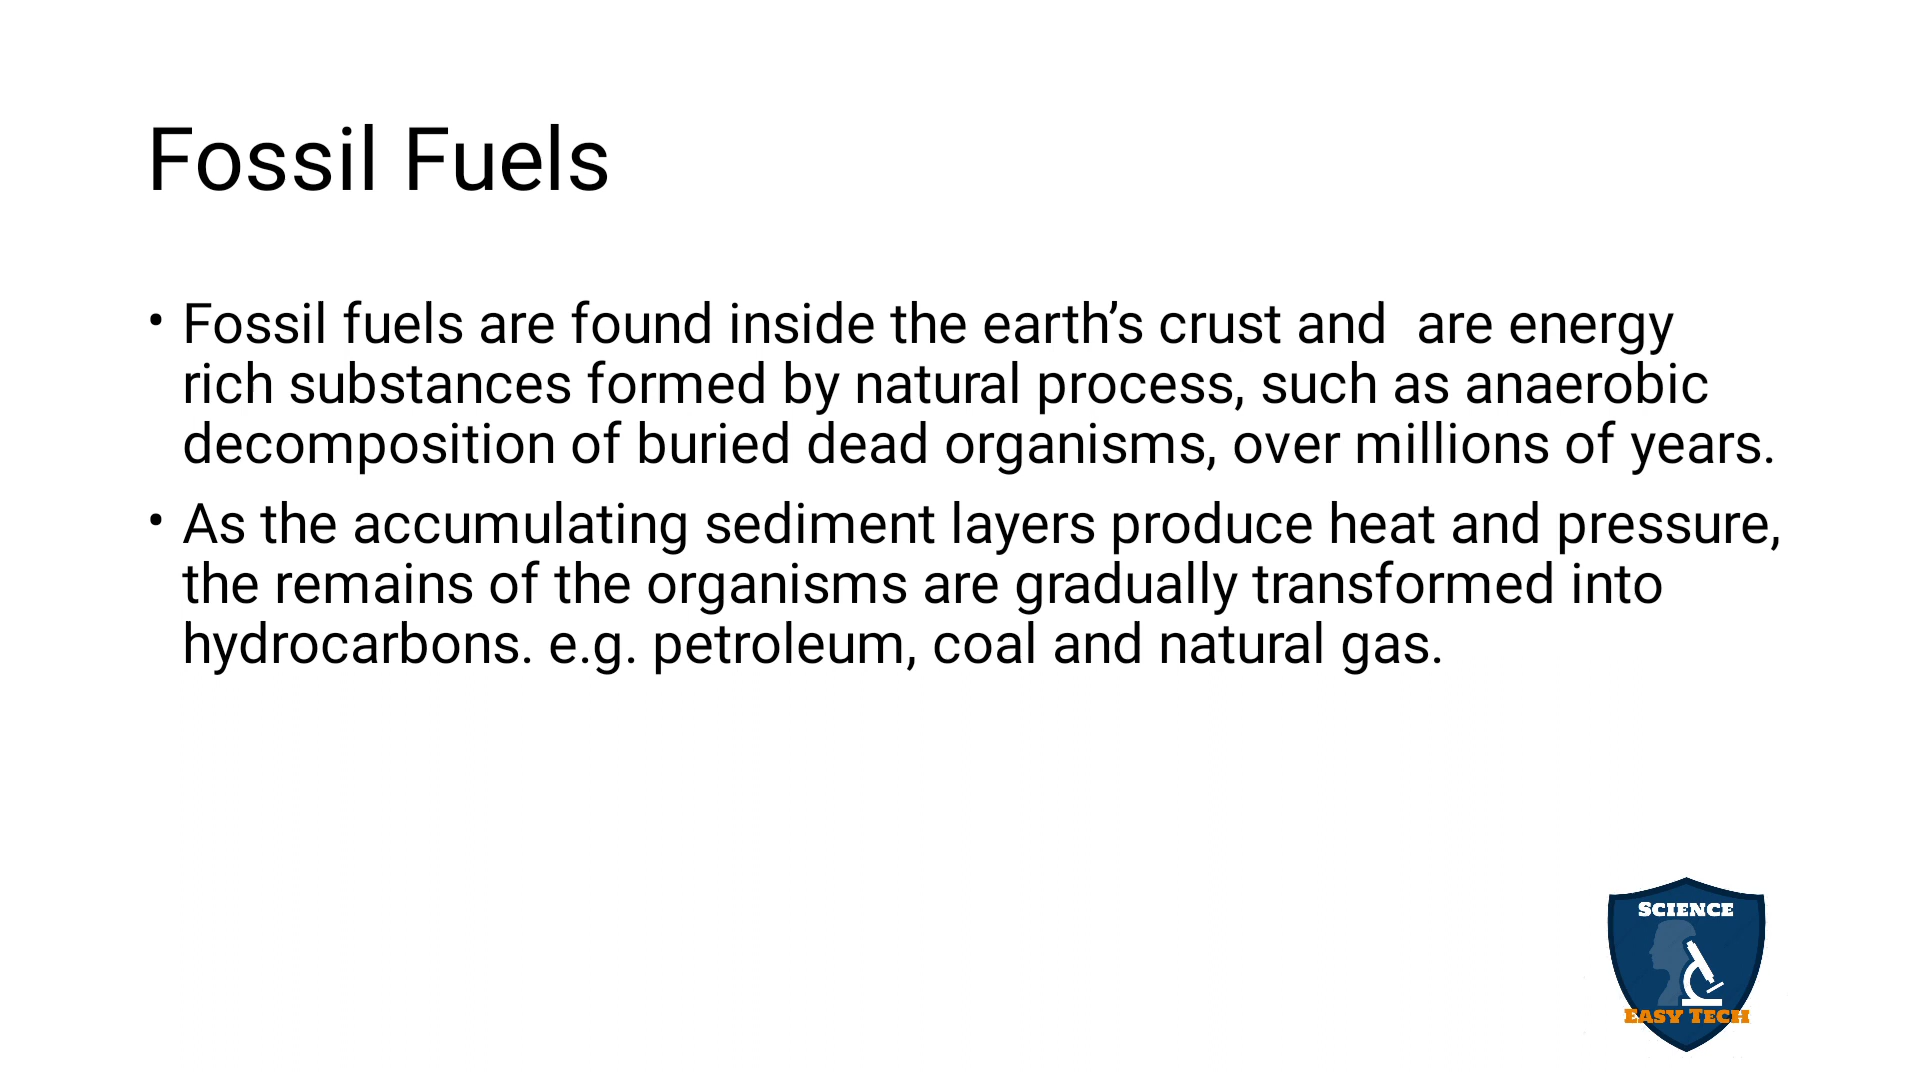 Fossil Fuels
• Fossil fuels are found inside the earth’s crust and  are energy
rich substances formed by natural process, such as anaerobic
decomposition of buried dead organisms, over millions of years.
• As the accumulating sediment layers produce heat and pressure,
the remains of the organisms are gradually transformed into
hydrocarbons. e.g. petroleum, coal and natural gas.
SCIENCE
EASY TECH